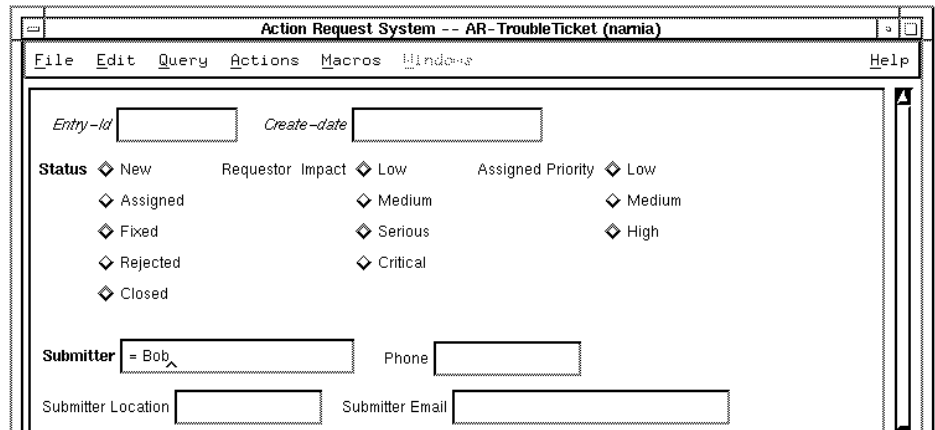 Action Request System -- AR-TroubleTicket (narnia)
File Edit Query Actions Macros Windows Help
Entry-Id Create-date
Status New Requestor Impact Low Assigned Priority Low
Assigned Medium Medium
Fixed Serious High
Rejected Critical
Closed
Submitter = Bob Phone
Submitter Location Submitter Email